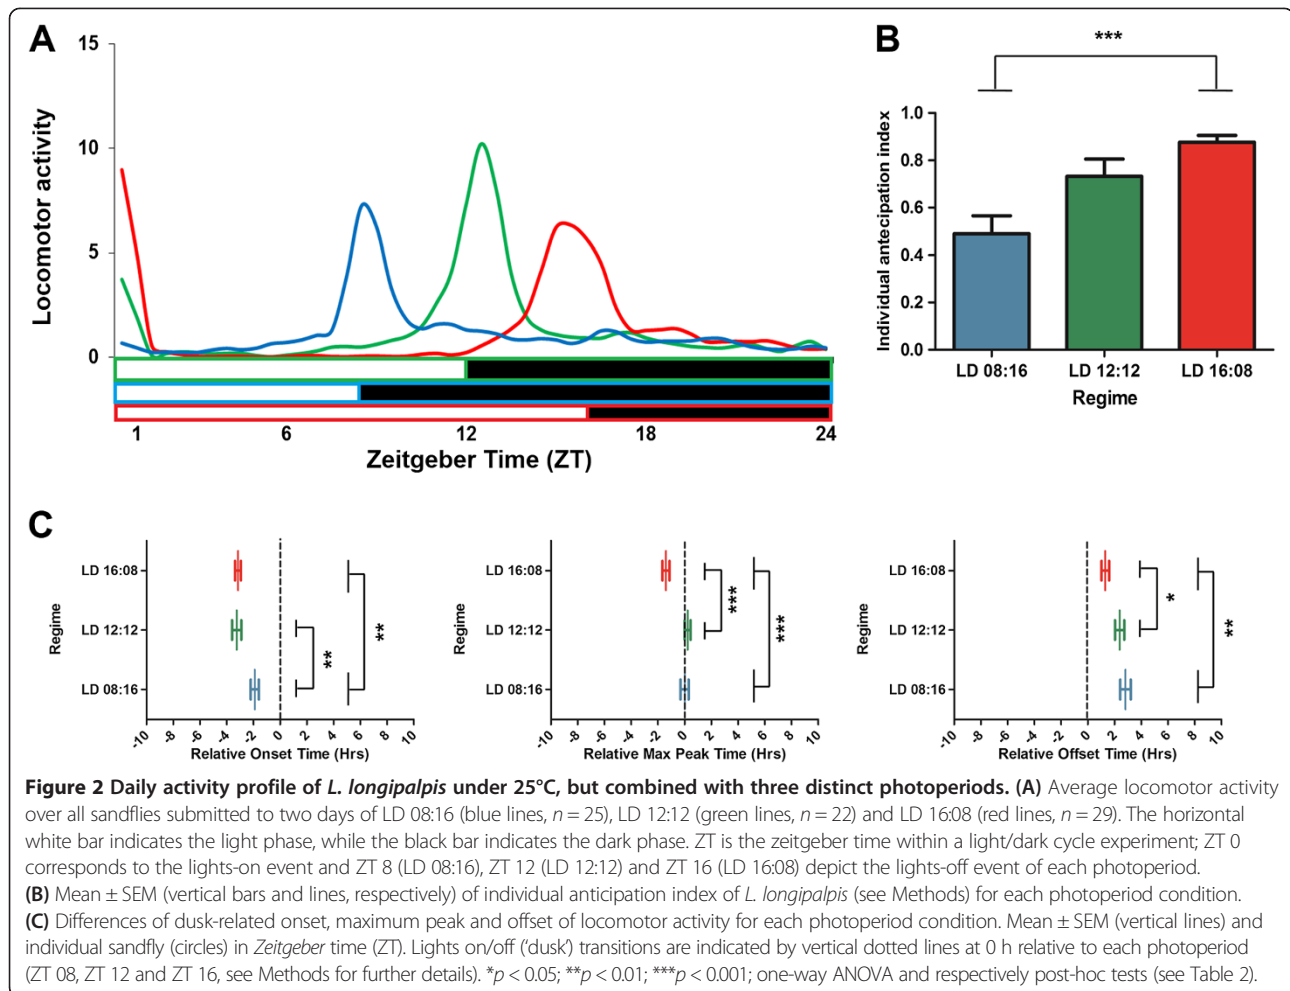 A
15
10
5
0
Locomotor activity
1 6 12 18 24
Zeitgeber Time (ZT)
B
***
1.0
0.8
0.6
0.4
0.2
0.0
Individual antecipation index
LD 08:16 LD 12:12 LD 16:08
Regime
C
LD 16:08
LD 12:12
LD 08:16
Regime
**
**
-10 -8 -6 -4 -2 0 2 4 6 8 10
Relative Onset Time (Hrs)
LD 16:08
LD 12:12
LD 08:16
Regime
***
***
-10 -8 -6 -4 -2 0 2 4 6 8 10
Relative Max Peak Time (Hrs)
LD 16:08
LD 12:12
LD 08:16
Regime
*
**
-10 -8 -6 -4 -2 0 2 4 6 8 10
Relative Offset Time (Hrs)
Figure 2 Daily activity profile of L. longipalpis under 25°C, but combined with three distinct photoperiods. (A) Average locomotor activity
over all sandflies submitted to two days of LD 08:16 (blue lines, n = 25), LD 12:12 (green lines, n = 22) and LD 16:08 (red lines, n = 29). The horizontal
white bar indicates the light phase, while the black bar indicates the dark phase. ZT is the zeitgeber time within a light/dark cycle experiment; ZT 0
corresponds to the lights-on event and ZT 8 (LD 08:16), ZT 12 (LD 12:12) and ZT 16 (LD 16:08) depict the lights-off event of each photoperiod.
(B) Mean ± SEM (vertical bars and lines, respectively) of individual anticipation index of L. longipalpis (see Methods) for each photoperiod condition.
(C) Differences of dusk-related onset, maximum peak and offset of locomotor activity for each photoperiod condition. Mean ± SEM (vertical lines) and
individual sandfly (circles) in Zeitgeber time (ZT). Lights on/off (‘dusk’) transitions are indicated by vertical dotted lines at 0 h relative to each photoperiod
(ZT 08, ZT 12 and ZT 16, see Methods for further details). *p < 0.05; **p < 0.01; ***p < 0.001; one-way ANOVA and respectively post-hoc tests (see Table 2).